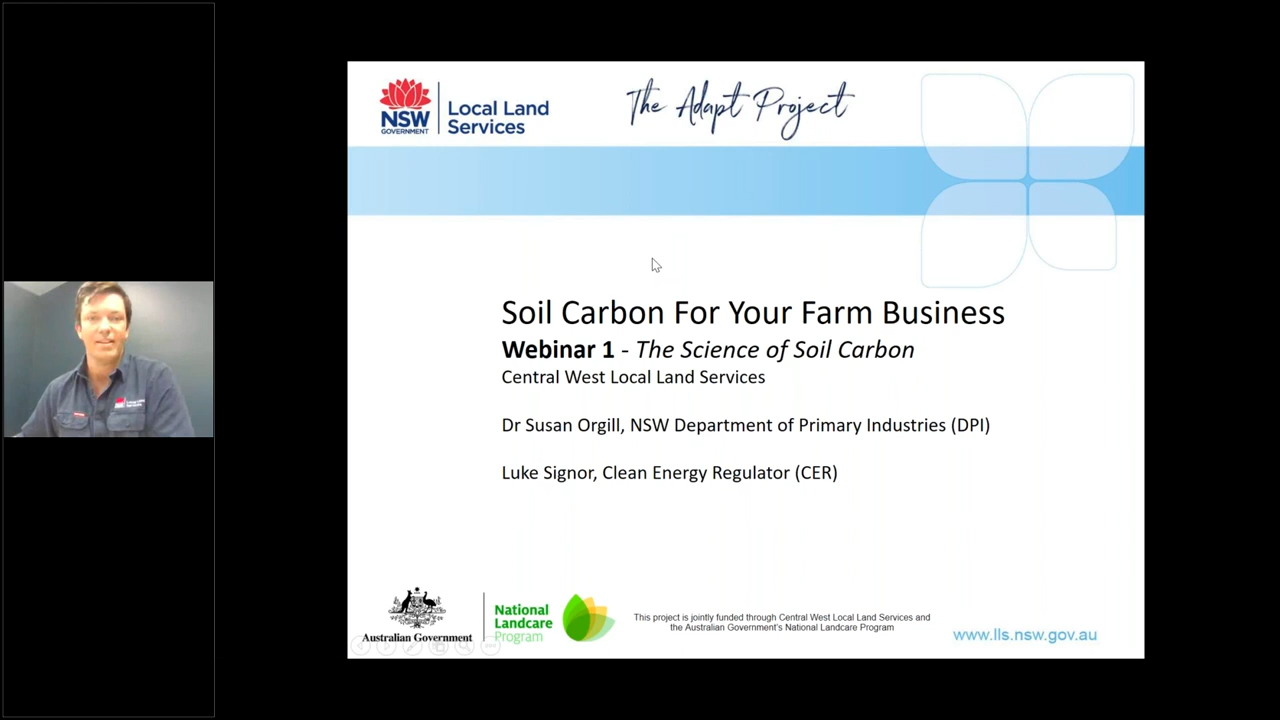 NSW
GOVERNMENT
Local Land
Services
The Adapt Project
Soil Carbon For Your Farm Business
Webinar 1 - The Science of Soil Carbon
Central West Local Land Services
Dr Susan Orgill, NSW Department of Primary Industries (DPI)
Luke Signor, Clean Energy Regulator (CER)
Australian Government
National
Landcare
Program
This project is jointly funded through Central West Local Land Services and
the Australian Government's National Landcare Program
www.lls.nsw.gov.au